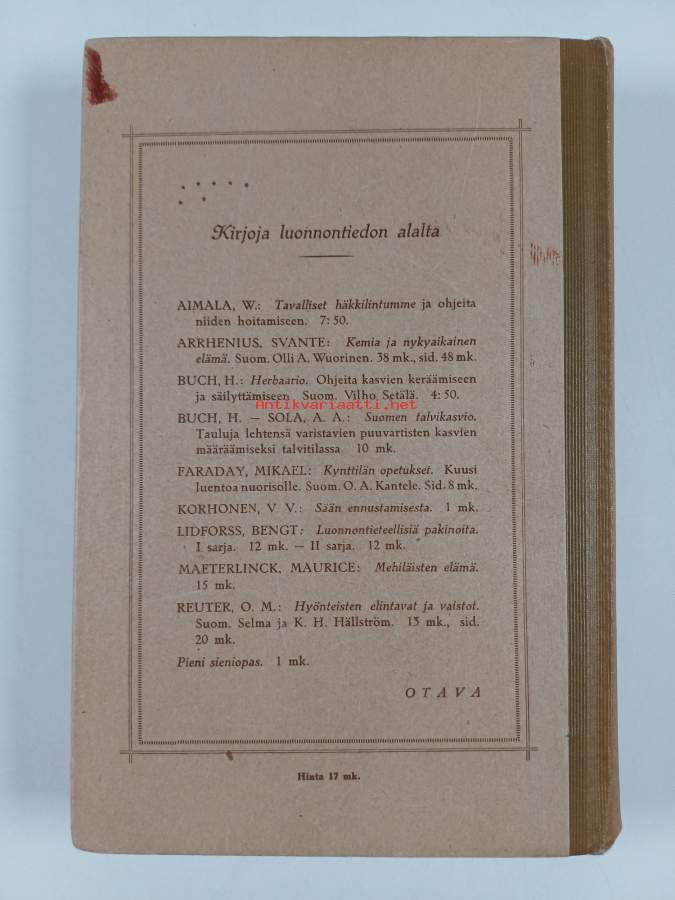 Kirjoja luonnontiedon alalta
AIMALA, W.: Tavalliset häkkilintumme ja ohjeita
niiden hoitamiseen. 7:50.
ARRHENIUS, SVANTE: Kemia ja nykyaikainen
elämä. Suom. Olli A. Wuorinen. 38 mk., sid. 48 mk.
BUCH, H.: Herbaario. Ohjeita kasvien keräämiseen
ja säilyttämiseen. Suom. Vilho Setälä. 4:50.
Antikvariaatti.net
BUCH, H. — SOLA, A. A.: Suomen talvikasvio.
Tauluja lehtensä varistavien puuvartisten kasvien
määräämiseksi talvitilassa. 10 mk.
FARADAY, MIKAEL: Kynttilän opetukset. Kuusi
luentoa nuorisolle. Suom. O. A. Kantele. Sid. 8 mk.
KORHONEN, V. V.: Sään ennustamisesta. 1 mk.
LIDFORSS, BENGT: Luonnontieteellisiä pakinoita.
I sarja. 12 mk. — II sarja. 12 mk.
MAETERLINCK, MAURICE: Mehiläisten elämä.
15 mk.
REUTER, O. M.: Hyönteisten elintavat ja vaistot.
Suom. Selma ja K. H. Hällström. 13 mk., sid.
20 mk.
Pieni sieniopas. 1 mk.
OTAVA
Hinta 17 mk.